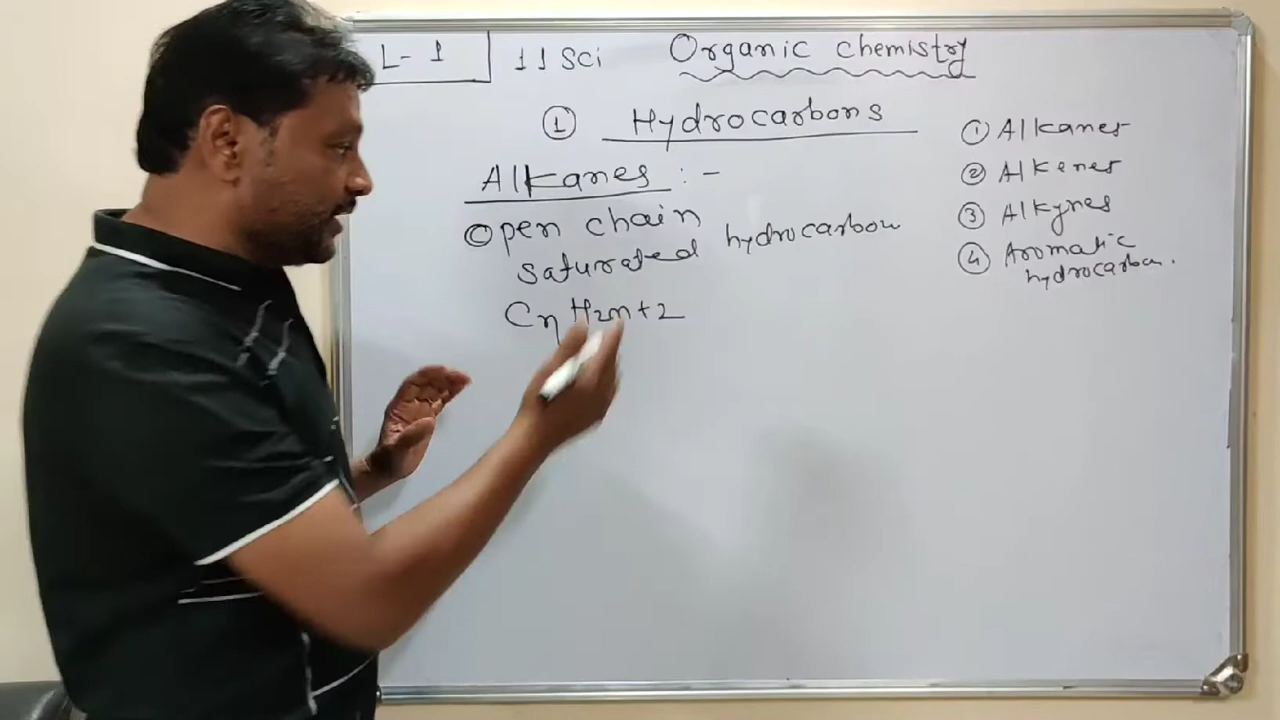 L- 1
11 Sci
Organic chemistry
① Hydrocarbons
Alkanes :-
Open chain
saturated hydrocarbon
CnH2n+2
① Alkanes
② Alkenes
③ Alkynes
④ Aromatic
hydrocarbon.